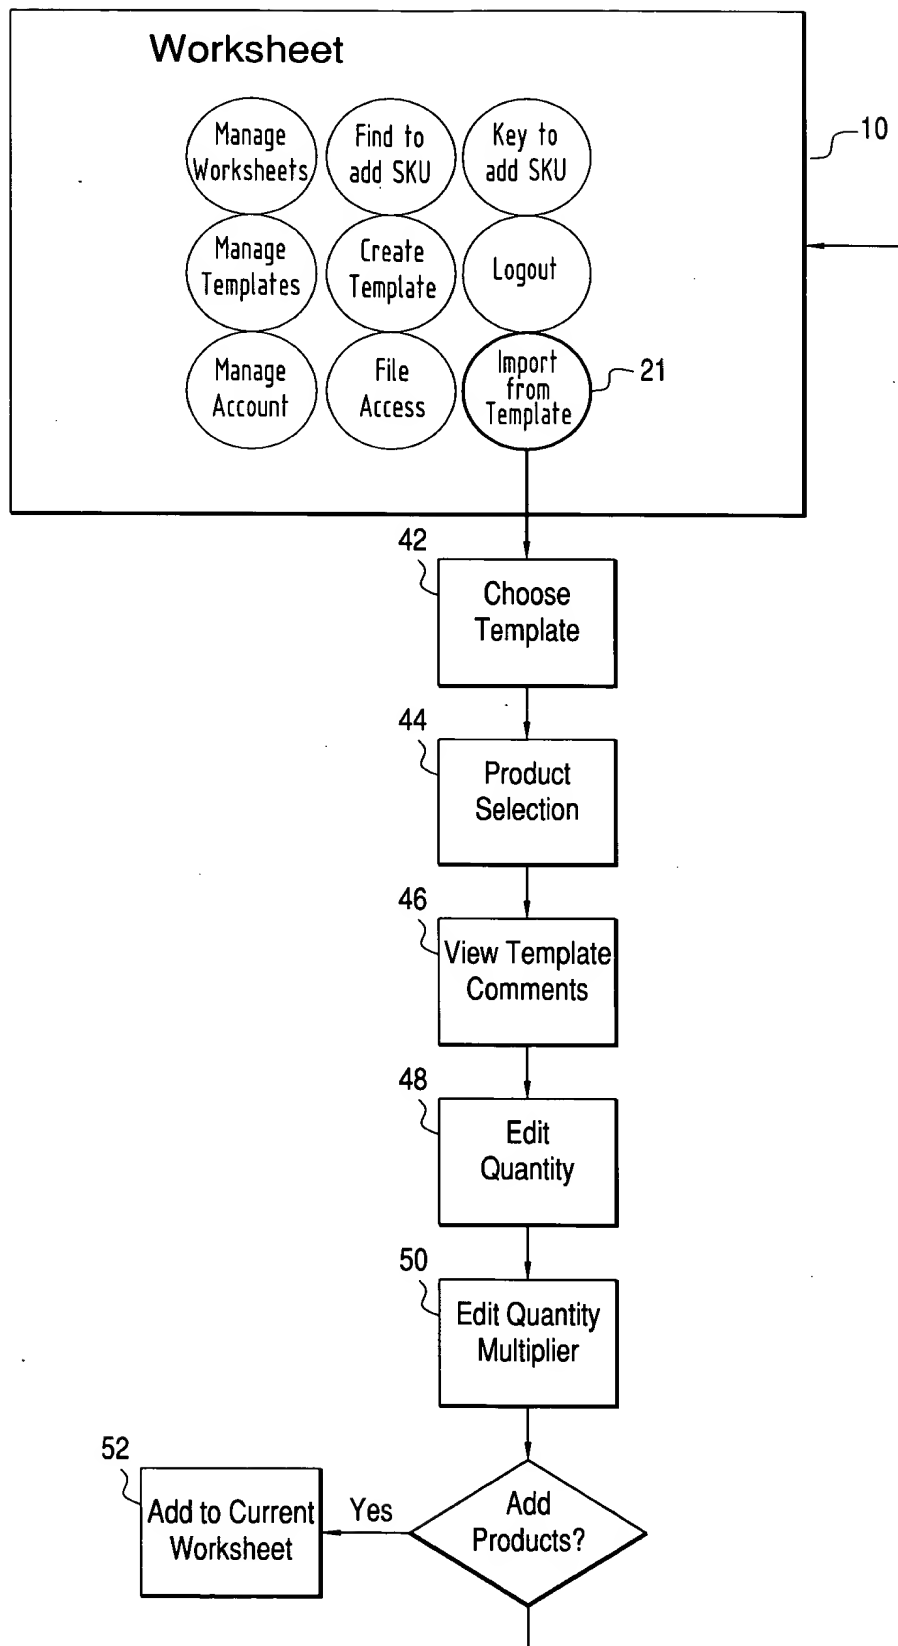 Worksheet
Manage
Worksheets
Find to
add SKU
Key to
add SKU
10
Manage
Templates
Create
Template
Logout
Manage
Account
File
Access
Import
from
Template
21
42
Choose
Template
44
Product
Selection
46
View Template
Comments
48
Edit
Quantity
50
Edit Quantity
Multiplier
52
Add to Current
Worksheet
Yes
Add
Products?